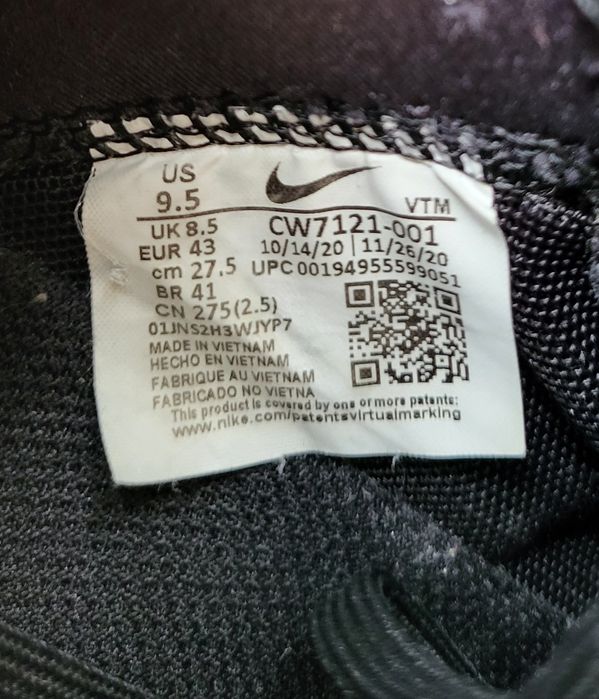 US
9.5
VTM
UK 8.5
CW7121-001
EUR 43
10/14/20 | 11/26/20
cm 27.5
UPC 00194955599051
BR 41
CN 275(2.5)
01JNS2H3WJYP7
MADE IN VIETNAM
HECHO EN VIETNAM
FABRIQUE AU VIETNAM
FABRICADO NO VIETNA
This product is covered by one or more patents:
www.nike.com/patentsvirtualmarking